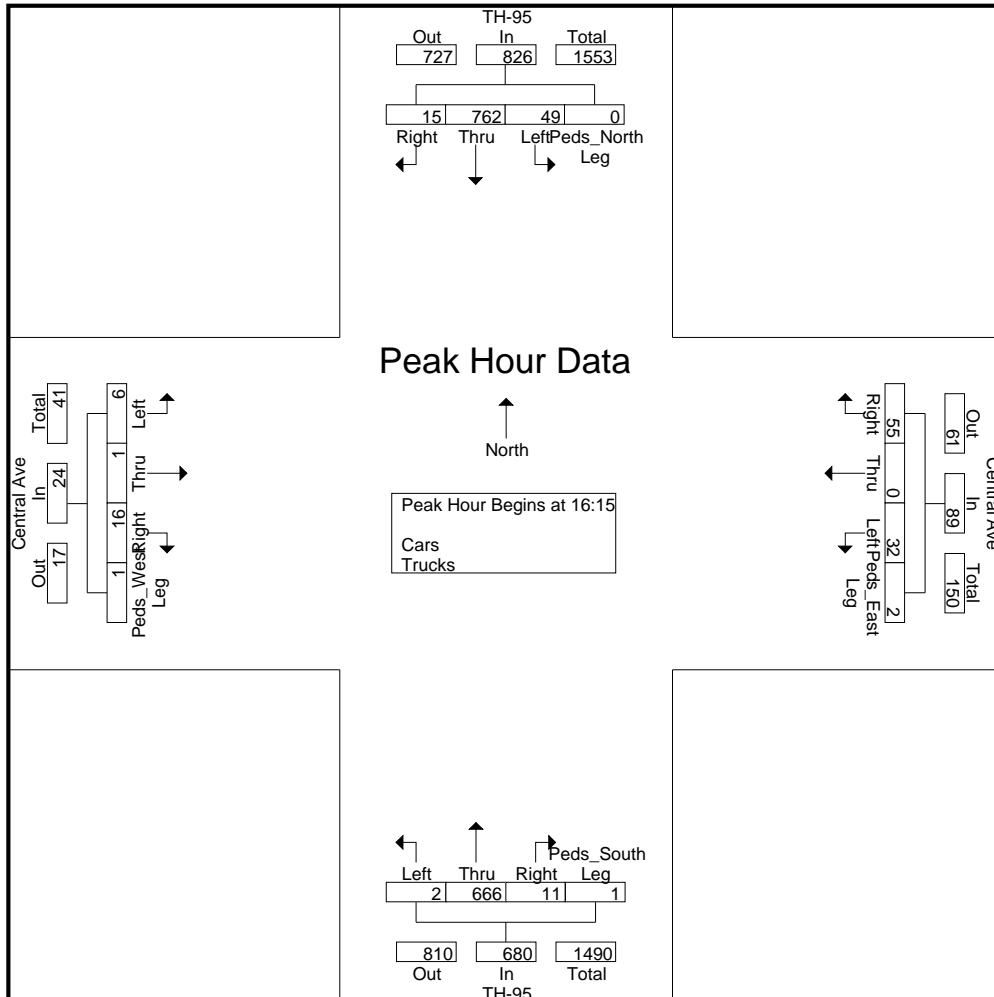 TH-95
Out In Total
727 826 1553
15 762 49 0
Right Thru Left Peds_North
Leg
Peak Hour Data
North
Peak Hour Begins at 16:15
Cars
Trucks
Central Ave
Total In Out
41 24 17
6 1 16 1
Left Thru Right Peds_West
Leg
Central Ave
Out In Total
61 89 150
55 0 32 2
Right Thru Left Peds_East
Leg
Peds_South
Left Thru Right Leg
2 666 11 1
810 680 1490
Out In Total
TH-95